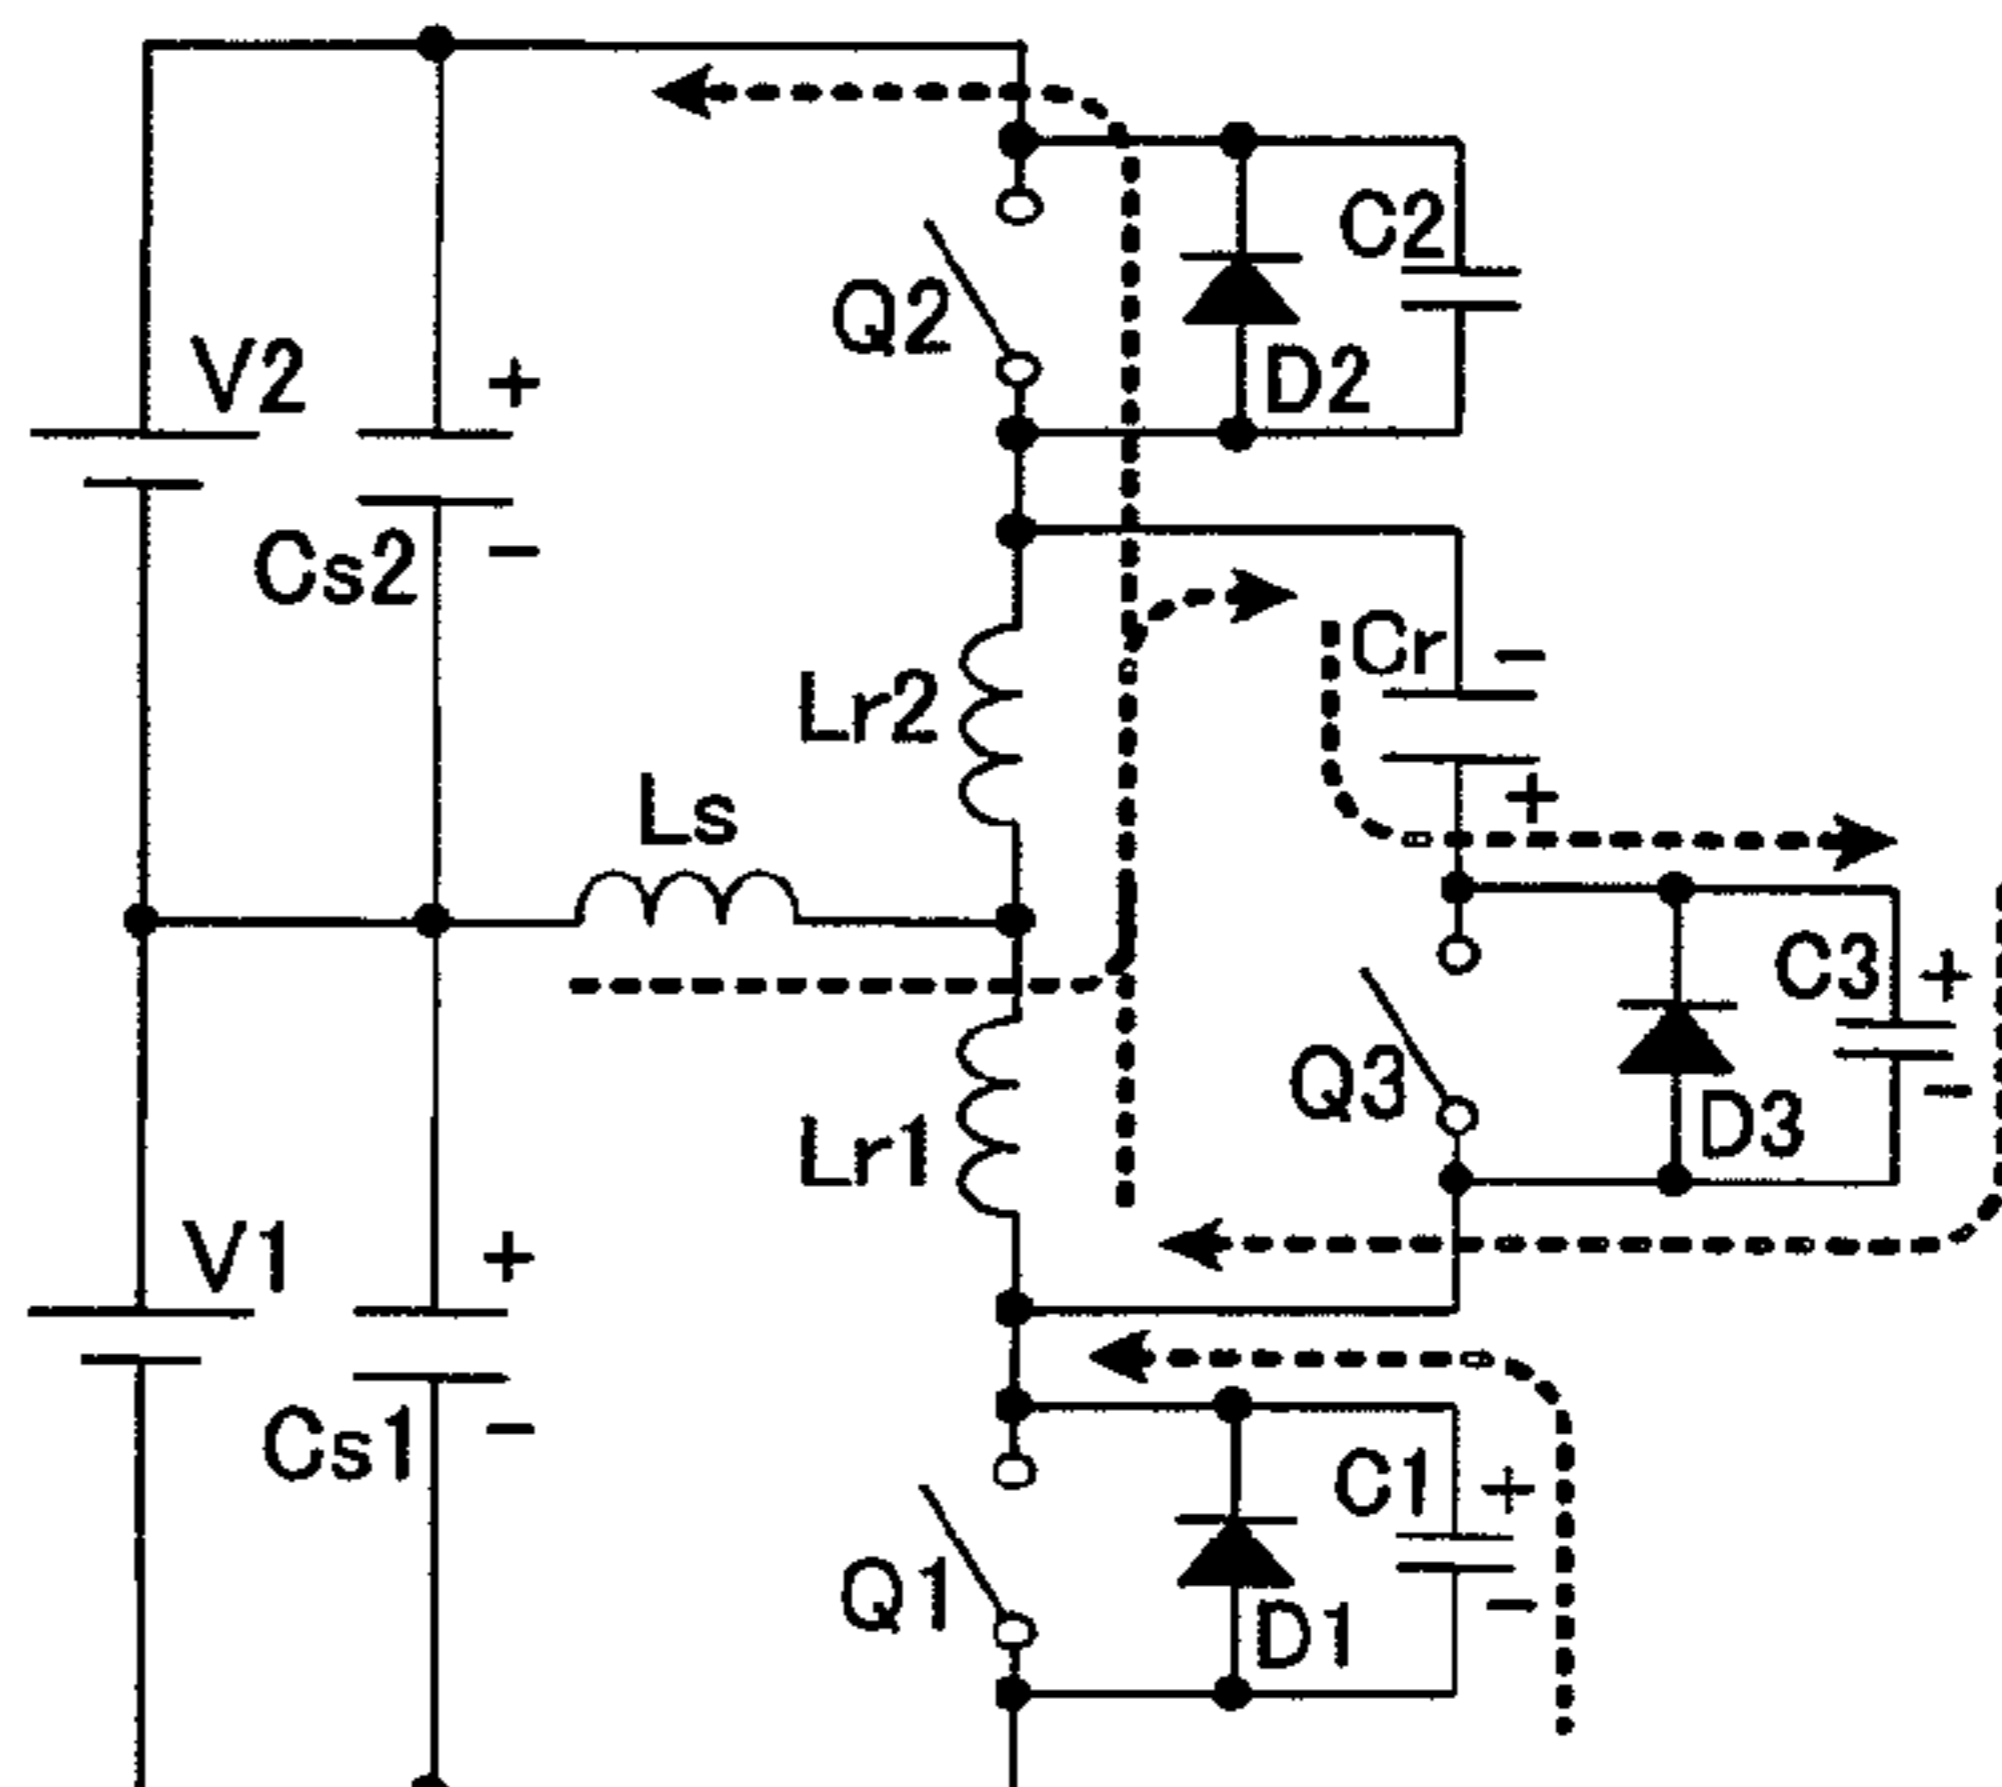 C2
Q2
V2
+
D2
Cs2
−
Cr −
Lr2
Ls
+
C3 +
Q3
−
D3
Lr1
V1
+
−
Cs1
C1 +
Q1
−
D1